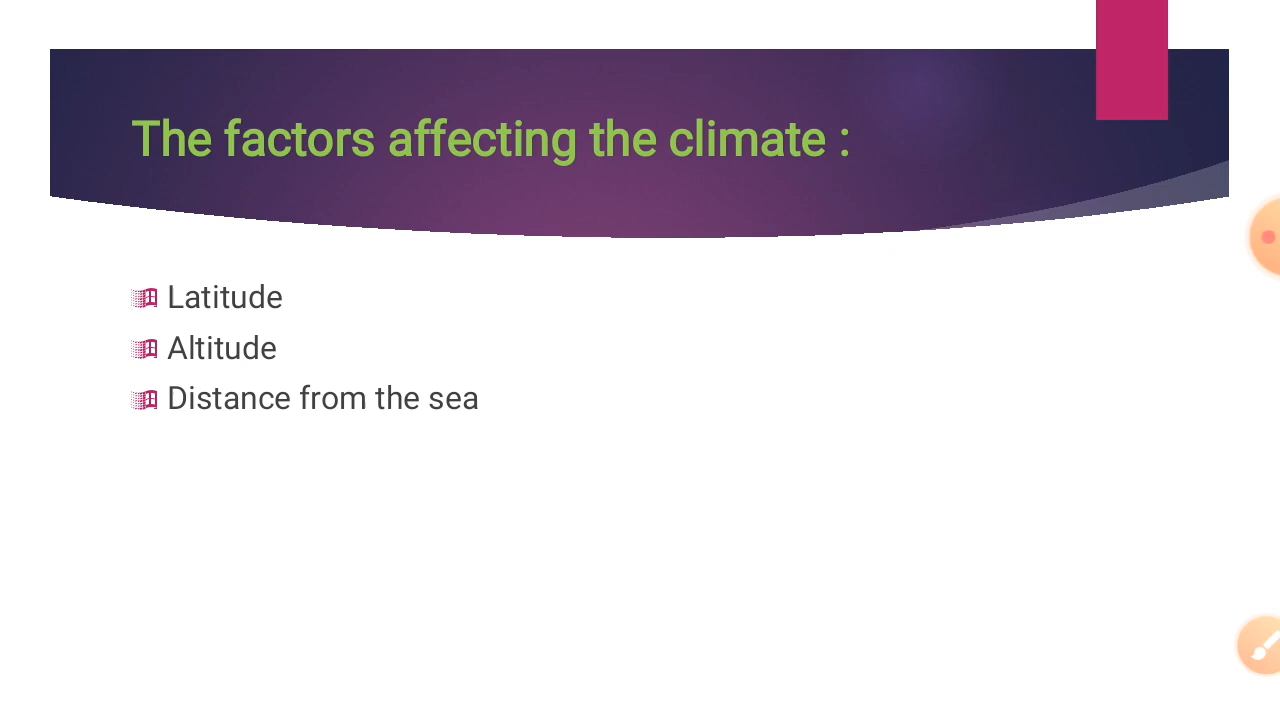 The factors affecting the climate :
Latitude
Altitude
Distance from the sea